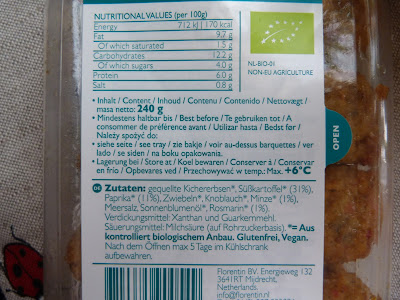 NUTRITIONAL VALUES (per 100g)
Energy 712 kJ | 170 kcal
Fat 9.2 g
Of which saturated 1.5 g
Carbohydrates 12.2 g
Of which sugars 4.0 g
Protein 6.0 g
Salt 0.8 g
NL-BIO-01
NON-EU AGRICULTURE
• Inhalt / Content / Inhoud / Contenu / Contenido / Nettovægt /
masa netto: 240 g
• Mindestens haltbar bis / Best before / Te gebruiken tot / A
consommer de préférence avant / Utilizar hasta / Bedst før /
Należy spożyć do:
• siehe seite / see tray / zie bakje / voir au-dessus barquettes / ver
lado / se siden / na boku opakowania.
• Lagerung bei / Store at / Koel bewaren / Conserver à / Conservar
en frío / Opbevares ved / Przechowywać w temp.: Max. +6°C
OPEN
DE Zutaten: gequellte Kichererbsen*, Süßkartoffel* (31%),
Paprika* (11%), Zwiebeln*, Knoblauch*, Minze* (1%),
Meersalz, Sonnenblumenöl*, Rosmarin* (1%).
Verdickungsmittel: Xanthan und Guarkernmehl.
Säuerungsmittel: Milchsäure (auf Rohrzuckerbasis). *= Aus
kontrolliert biologischem Anbau. Glutenfrei, Vegan.
Nach dem Öffnen max 5 Tage im Kühlschrank
aufbewahren.
Florentin BV. Energieweg 132
3641RT Mijdrecht.
Netherlands
info@florentin.nl